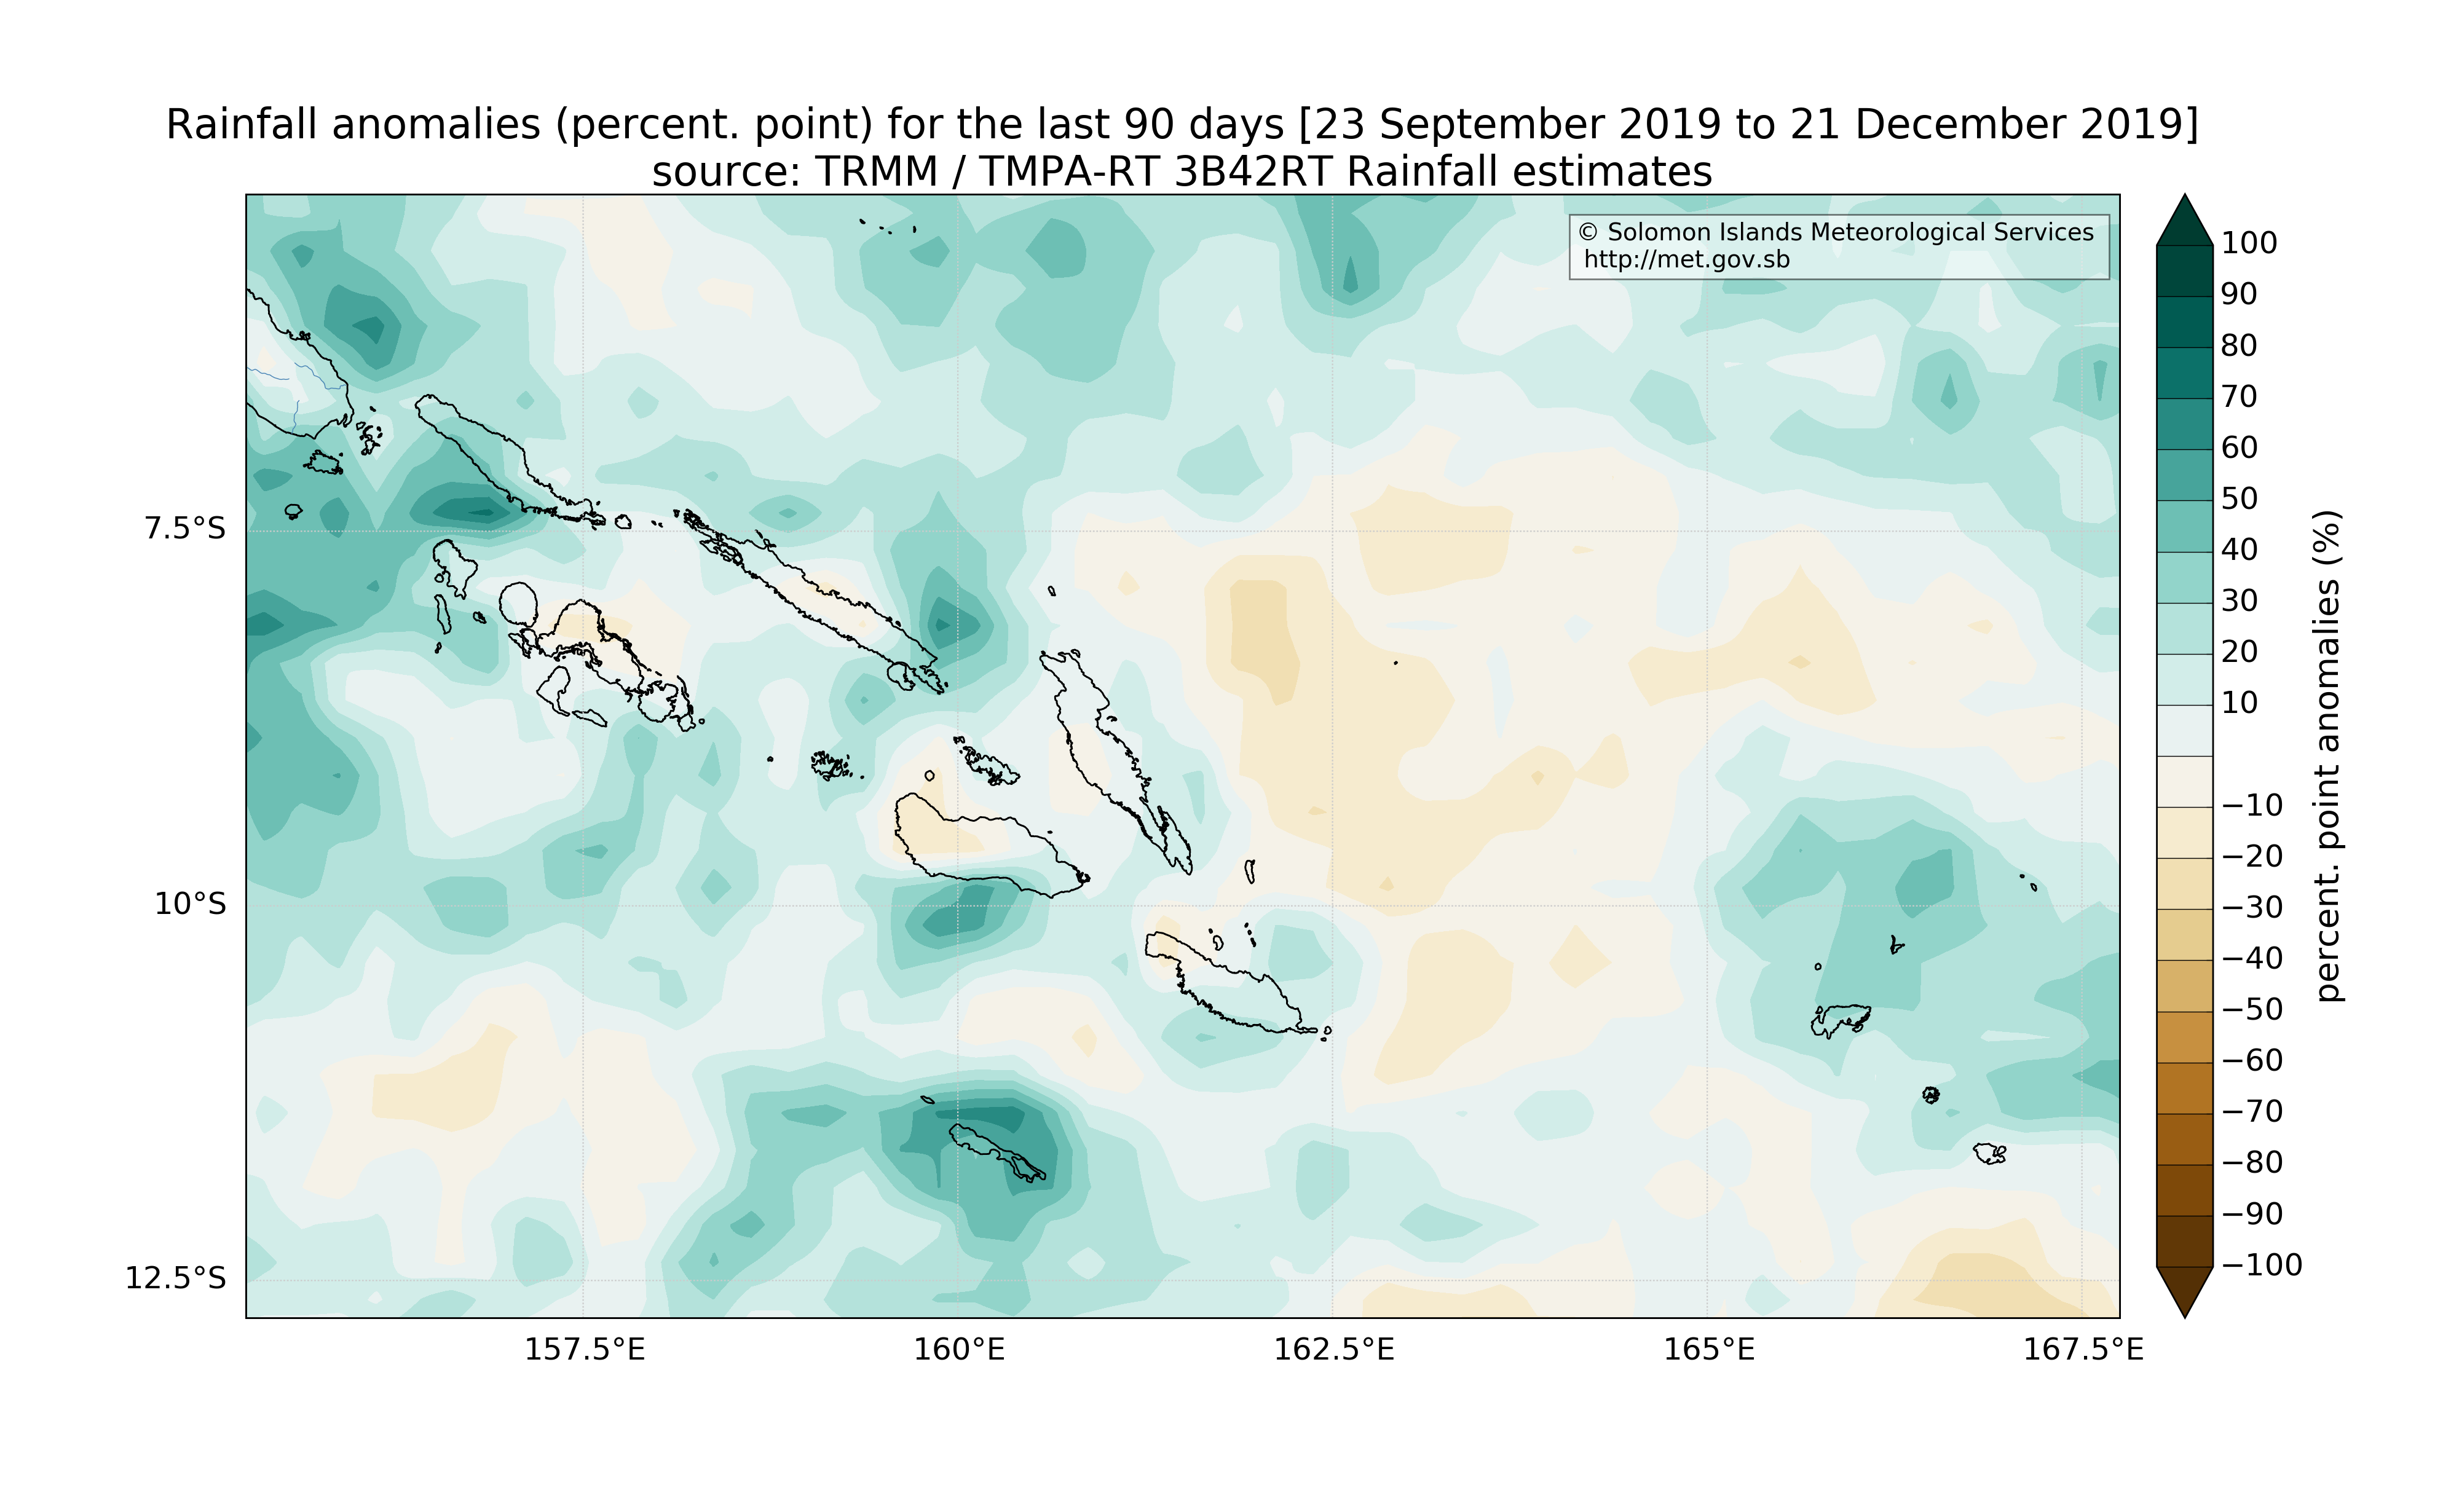 Rainfall anomalies (percent. point) for the last 90 days [23 September 2019 to 21 December 2019]
source: TRMM / TMPA-RT 3B42RT Rainfall estimates
© Solomon Islands Meteorological Services
http://met.gov.sb
7.5°S
10°S
12.5°S
157.5°E
160°E
162.5°E
165°E
167.5°E
100
90
80
70
60
50
40
30
20
10
−10
−20
−30
−40
−50
−60
−70
−80
−90
−100
percent. point anomalies (%)